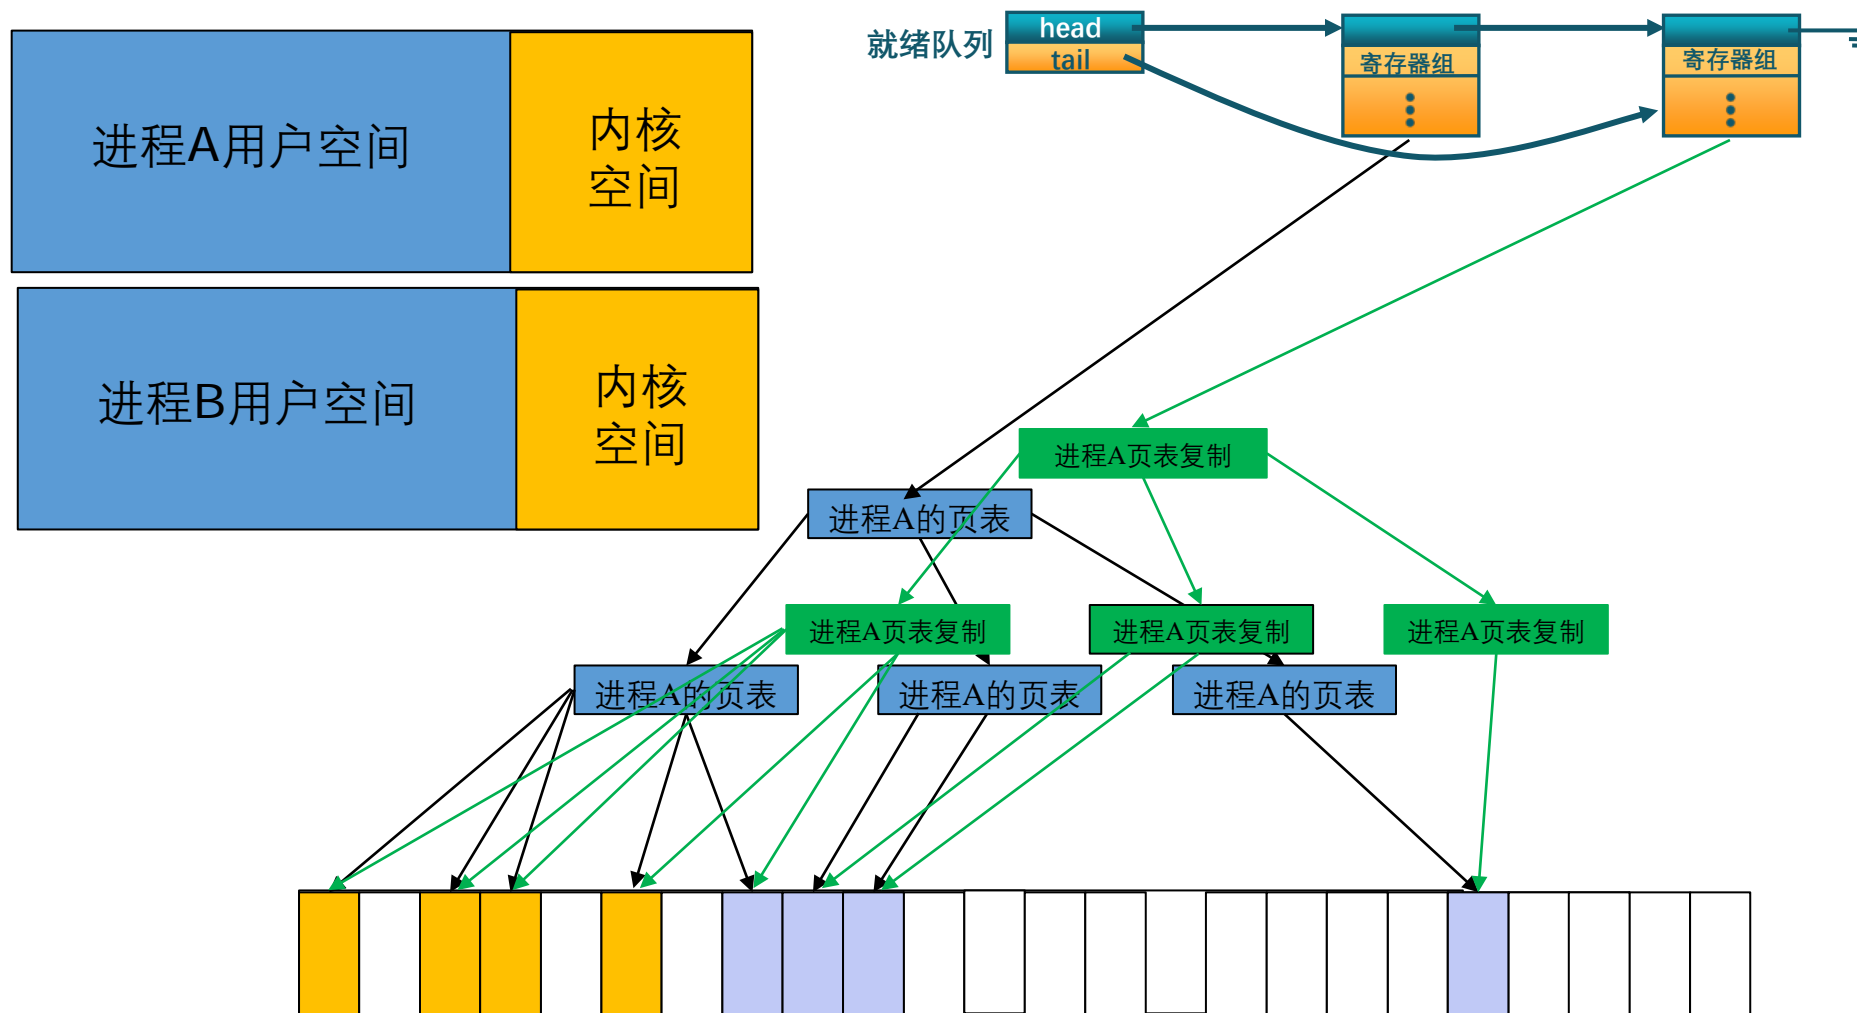 进程A用户空间
内核
空间
进程B用户空间
内核
空间
就绪队列
head
tail
寄存器组
寄存器组
进程A页表复制
进程A的页表
进程A页表复制
进程A页表复制
进程A页表复制
进程A的页表
进程A的页表
进程A的页表